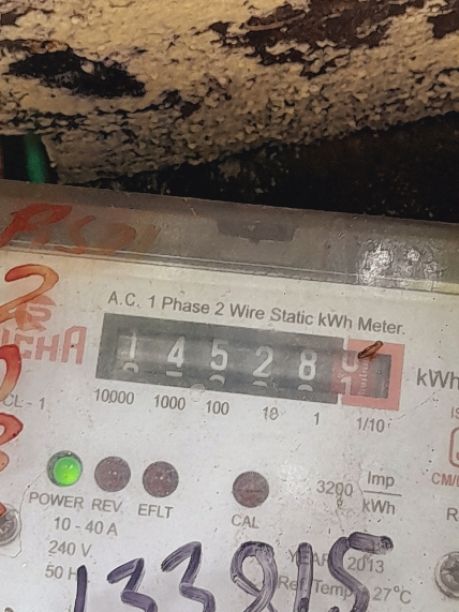 A.C. 1 Phase 2 Wire Static kWh Meter.
1 4 5 2 8
kWh
CL - 1
10000 1000 100 10 1 1/10
POWER REV. EFLT CAL
3200 Imp/kWh
10 - 40 A
240 V.
50 H
YEAR 2013
Ref. Temp. 27°C
133915